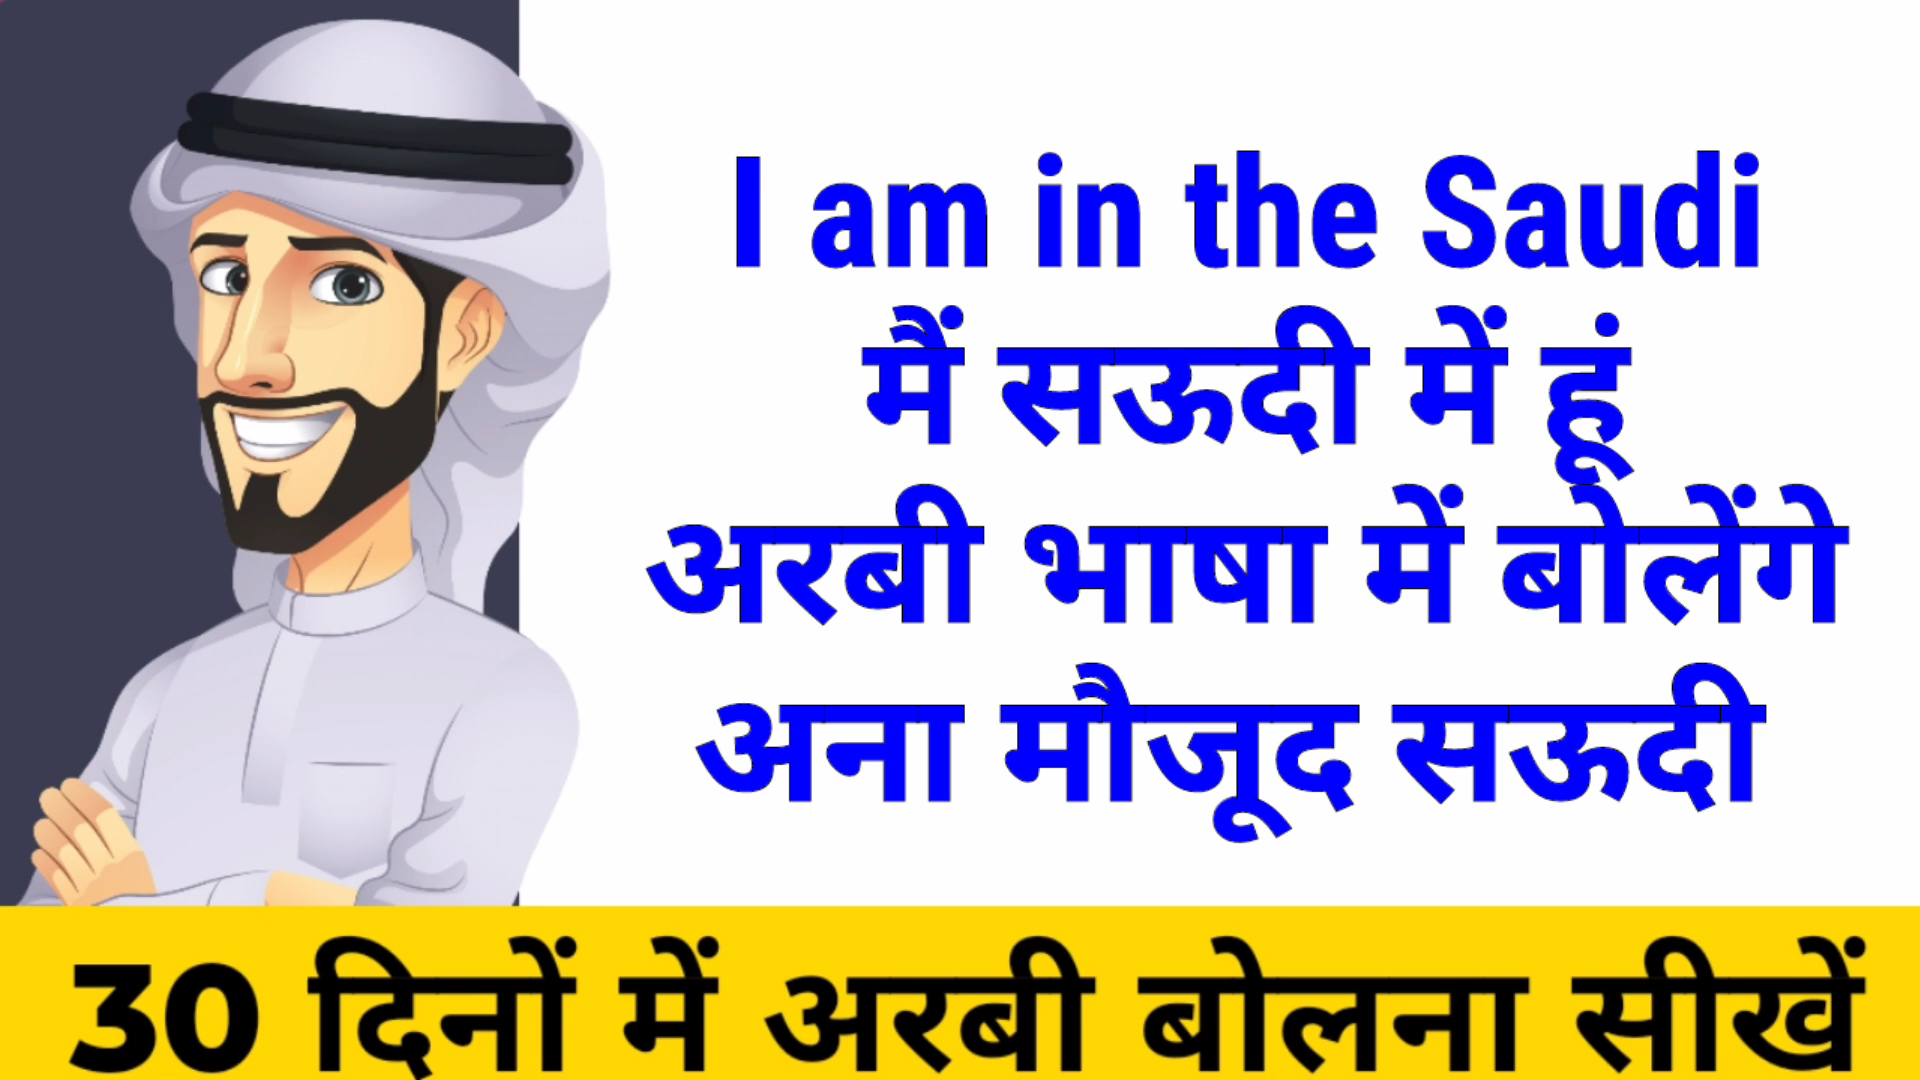 I am in the Saudi
मैं सऊदी में हूं
अरबी भाषा में बोलेंगे
अना मौजूद सऊदी
30 दिनों में अरबी बोलना सीखें